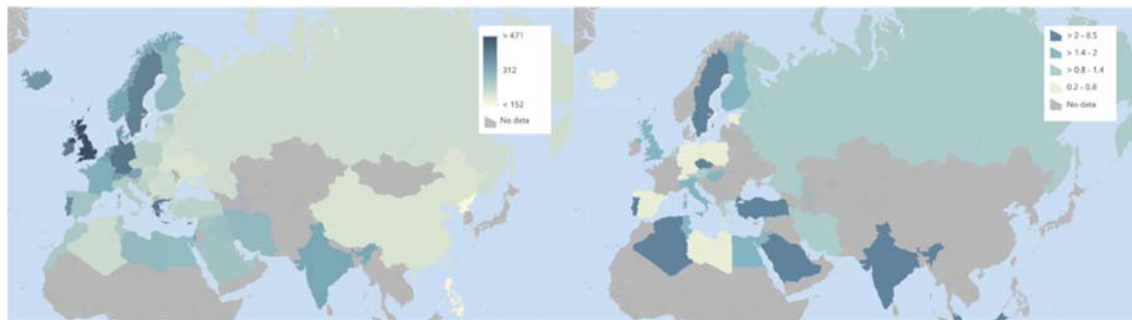 > 471
312
< 152
No data
> 2 - 8.5
> 1.4 - 2
> 0.8 - 1.4
0.2 - 0.8
No data